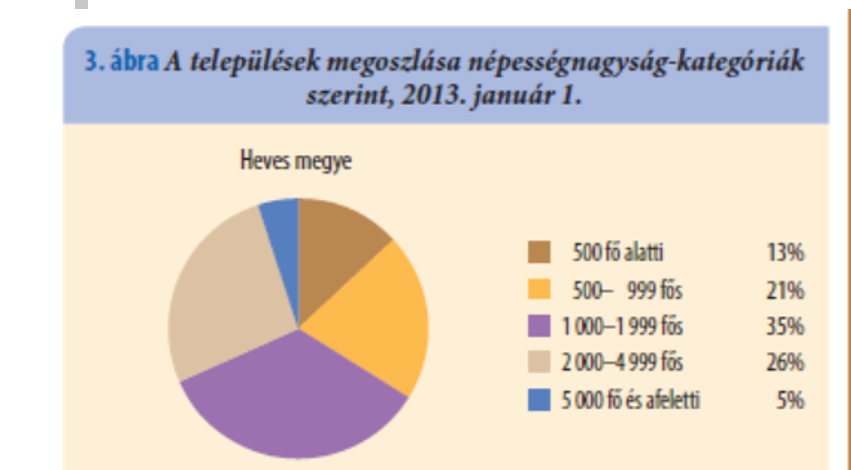 3. ábra A települések megoszlása népességnagyság-kategóriák
szerint, 2013. január 1.
Heves megye
500 fő alatti 13%
500– 999 fős 21%
1 000–1 999 fős 35%
2 000–4 999 fős 26%
5 000 fő és afeletti 5%